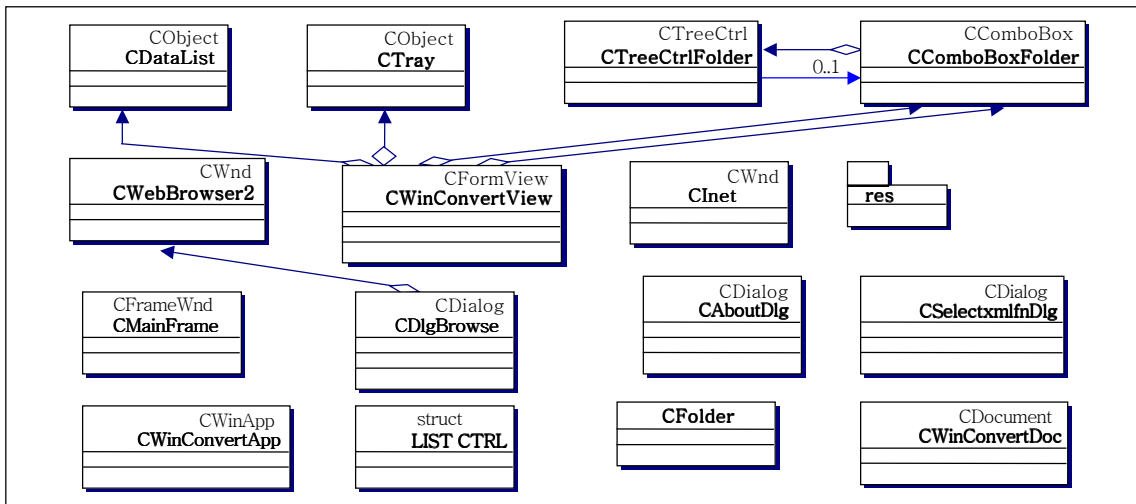 CObject
CDataList
CObject
CTray
CTreeCtrl
CTreeCtrlFolder
0..1
CComboBox
CComboBoxFolder
CWnd
CWebBrowser2
CFormView
CWinConvertView
CWnd
CInet
res
CFrameWnd
CMainFrame
CDialog
CDlgBrowse
CDialog
CAboutDlg
CDialog
CSelectxmlfnDlg
CWinApp
CWinConvertApp
struct
LIST CTRL
CFolder
CDocument
CWinConvertDoc